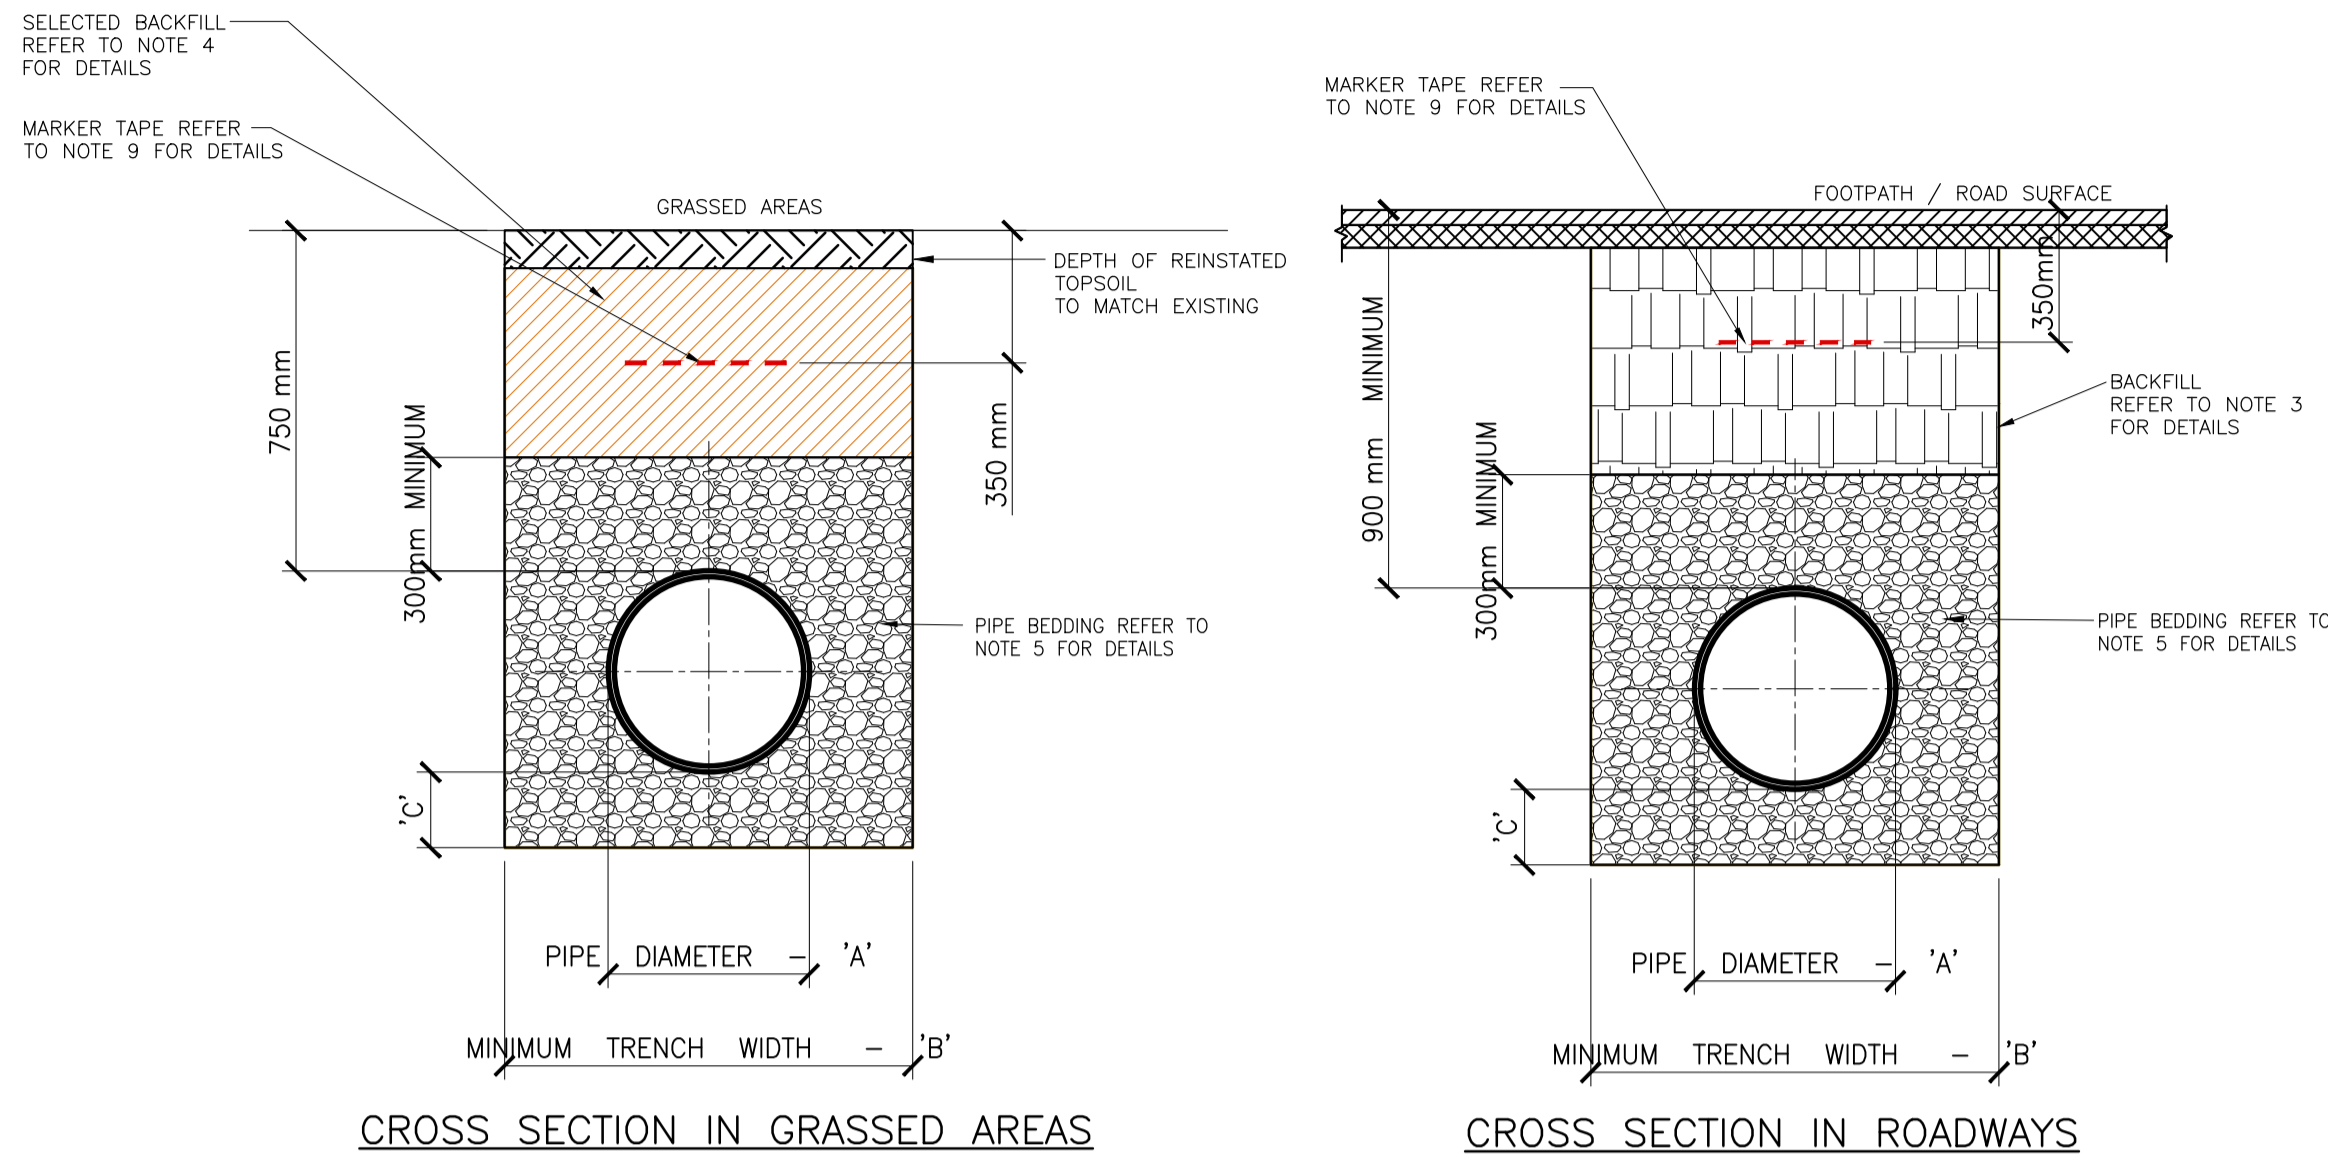 SELECTED BACKFILL
REFER TO NOTE 4
FOR DETAILS
MARKER TAPE REFER
TO NOTE 9 FOR DETAILS
GRASSED AREAS
DEPTH OF REINSTATED
TOPSOIL
TO MATCH EXISTING
750 mm
300mm MINIMUM
350 mm
PIPE BEDDING REFER TO
NOTE 5 FOR DETAILS
'C'
PIPE DIAMETER - 'A'
MINIMUM TRENCH WIDTH - 'B'
CROSS SECTION IN GRASSED AREAS
MARKER TAPE REFER
TO NOTE 9 FOR DETAILS
FOOTPATH / ROAD SURFACE
350mm
900 mm MINIMUM
300mm MINIMUM
BACKFILL
REFER TO NOTE 3
FOR DETAILS
PIPE BEDDING REFER TO
NOTE 5 FOR DETAILS
'C'
PIPE DIAMETER - 'A'
MINIMUM TRENCH WIDTH - 'B'
CROSS SECTION IN ROADWAYS